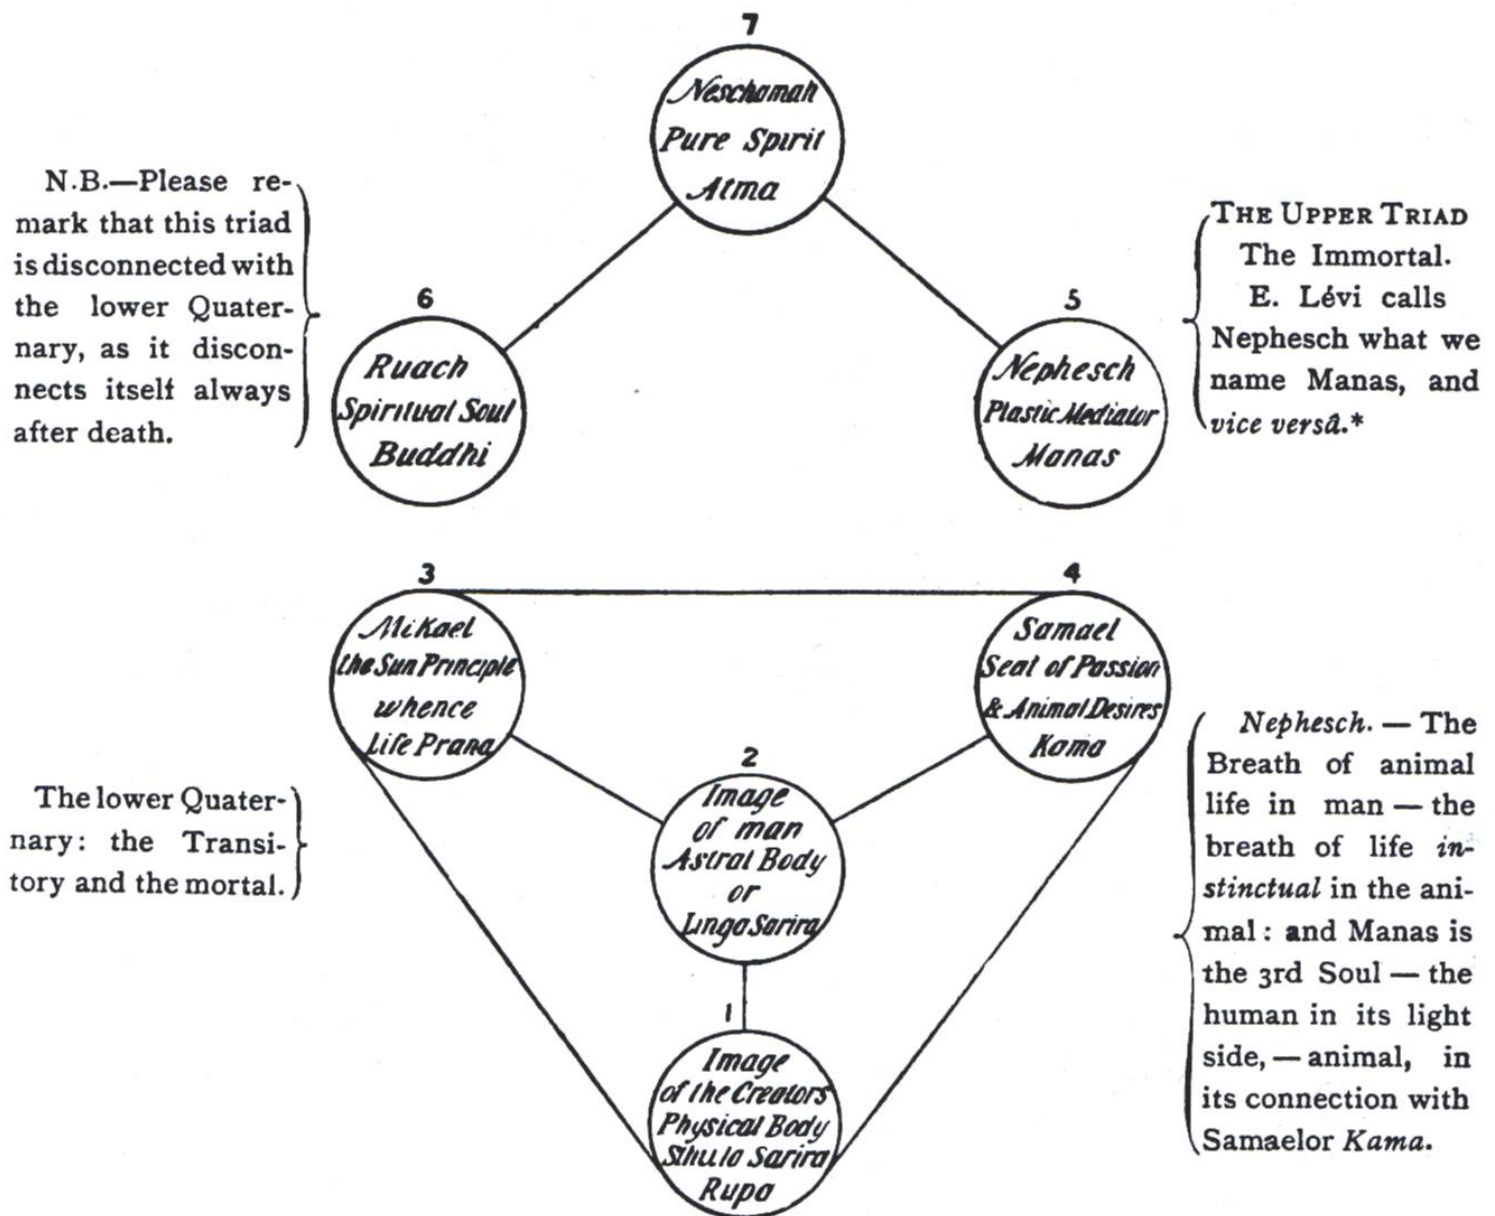 7
Neschamah
Pure Spirit
Atma
N.B.—Please re-
mark that this triad
is disconnected with
the lower Quater-
nary, as it discon-
nects itself always
after death.
6
Ruach
Spiritual Soul
Buddhi
5
Nephesch
Plastic Mediator
Manas
THE UPPER TRIAD
The Immortal.
E. Lévi calls
Nephesch what we
name Manas, and
vice versâ.*
3
Mikael
the Sun Principle
whence
Life Prana
4
Samael
Seat of Passion
& Animal Desires
Kama
2
Image
of man
Astral Body
or
Linga Sarira
The lower Quater-
nary: the Transi-
tory and the mortal.
Nephesch. — The
Breath of animal
life in man — the
breath of life in-
stinctual in the ani-
mal: and Manas is
the 3rd Soul — the
human in its light
side, — animal, in
its connection with
Samaelor Kama.
1
Image
of the Creators
Physical Body
Sthula Sarira
Rupa